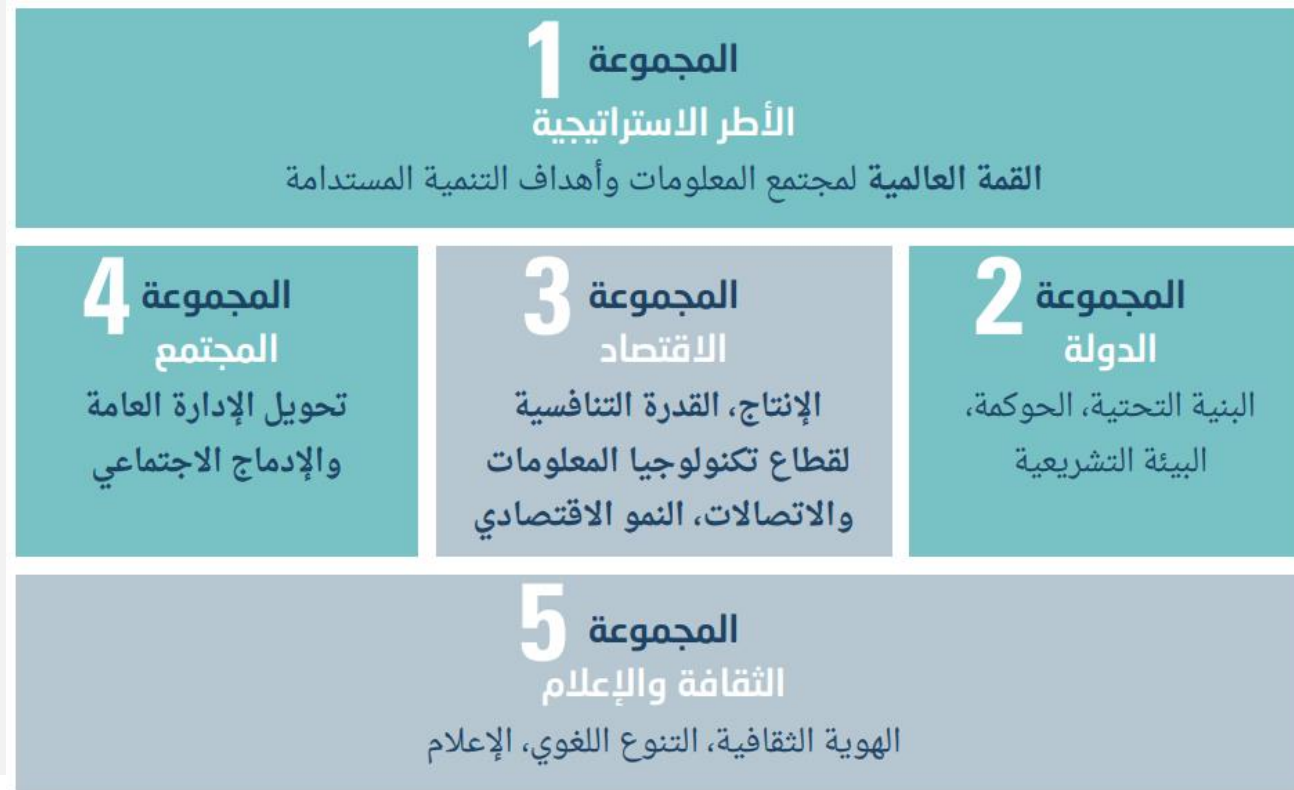 المجموعة 1
الأطر الاستراتيجية
القمة العالمية لمجتمع المعلومات وأهداف التنمية المستدامة
المجموعة 2
الدولة
البنية التحتية، الحوكمة،
البيئة التشريعية
المجموعة 3
الاقتصاد
الإنتاج، القدرة التنافسية
لقطاع تكنولوجيا المعلومات
والاتصالات، النمو الاقتصادي
المجموعة 4
المجتمع
تحويل الإدارة العامة
والإدماج الاجتماعي
المجموعة 5
الثقافة والإعلام
الهوية الثقافية، التنوع اللغوي، الإعلام